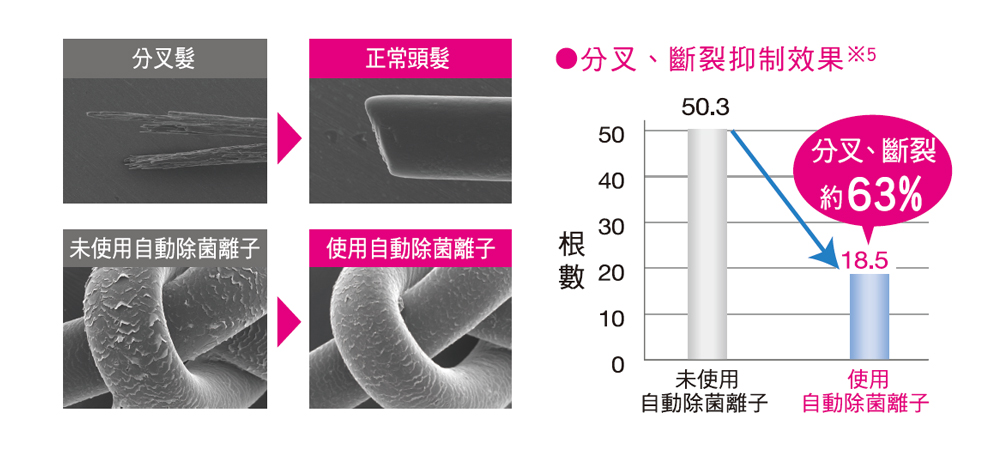 分叉髮
正常頭髮
未使用自動除菌離子
使用自動除菌離子
●分叉、斷裂抑制效果※5
50.3
分叉、斷裂
約63%
18.5
根數
50
40
30
20
10
0
未使用
自動除菌離子
使用
自動除菌離子